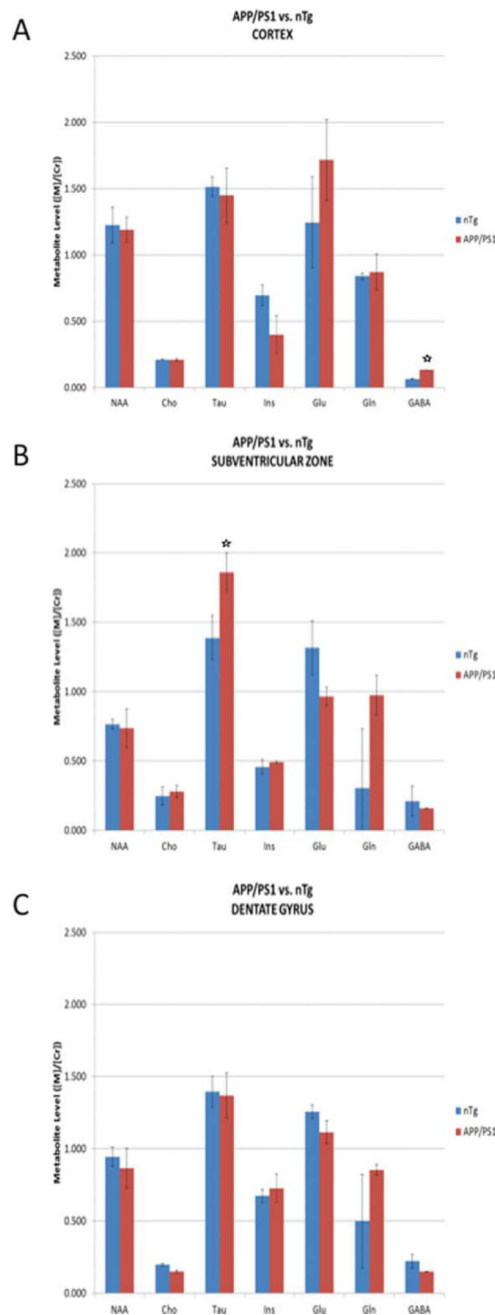 A
APP/PS1 vs. nTg
CORTEX
Metabolite Level ([M]/[Cr])
2.500
2.000
1.500
1.000
0.500
0.000
NAA Cho Tau Ins Glu Gln GABA
nTg
APP/PS1
B
APP/PS1 vs. nTg
SUBVENTRICULAR ZONE
Metabolite Level ([M]/[Cr])
2.500
2.000
1.500
1.000
0.500
0.000
NAA Cho Tau Ins Glu Gln GABA
nTg
APP/PS1
C
APP/PS1 vs. nTg
DENTATE GYRUS
Metabolite Level ([M]/[Cr])
2.500
2.000
1.500
1.000
0.500
0.000
NAA Cho Tau Ins Glu Gln GABA
nTg
APP/PS1